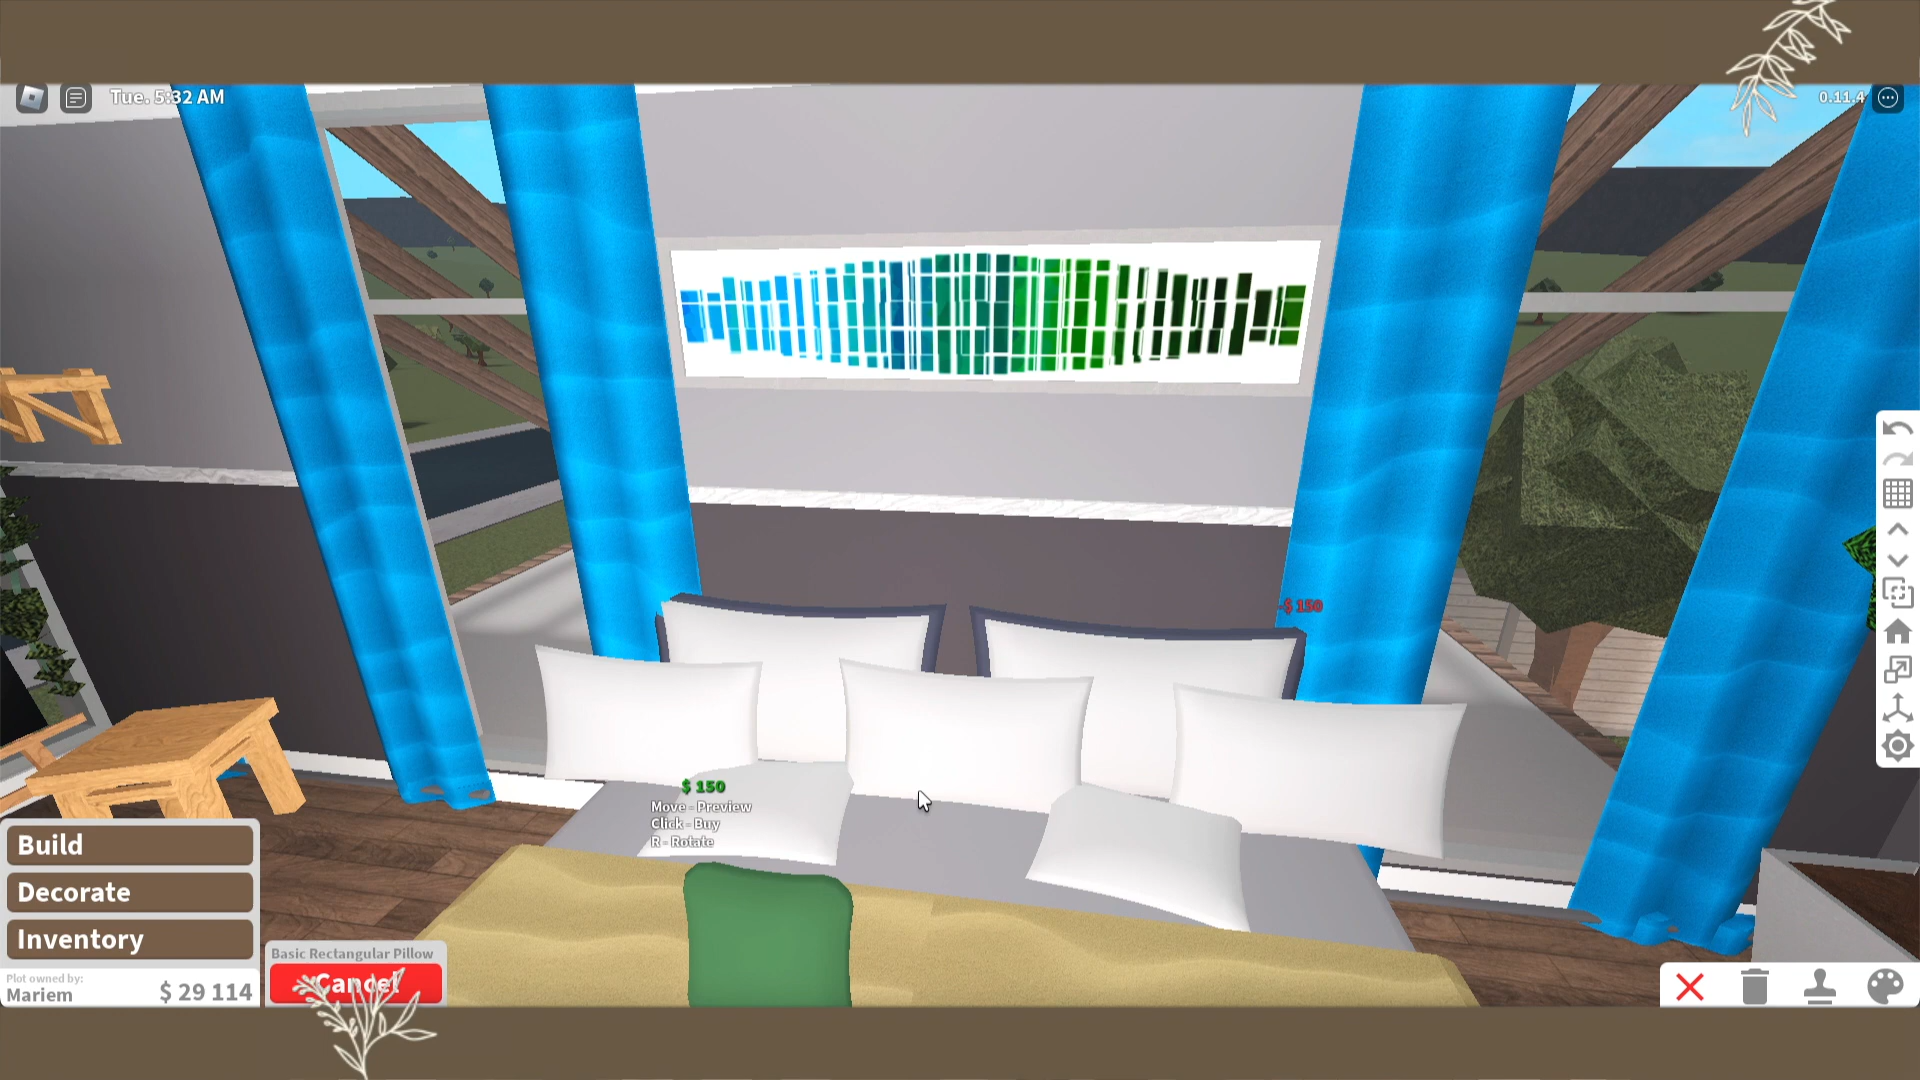 Tue. 5:32 AM
0.11.4
-$ 150
$ 150
Move - Preview
Click - Buy
R - Rotate
Build
Decorate
Inventory
Plot owned by:
Mariem
$ 29 114
Basic Rectangular Pillow
Cancel